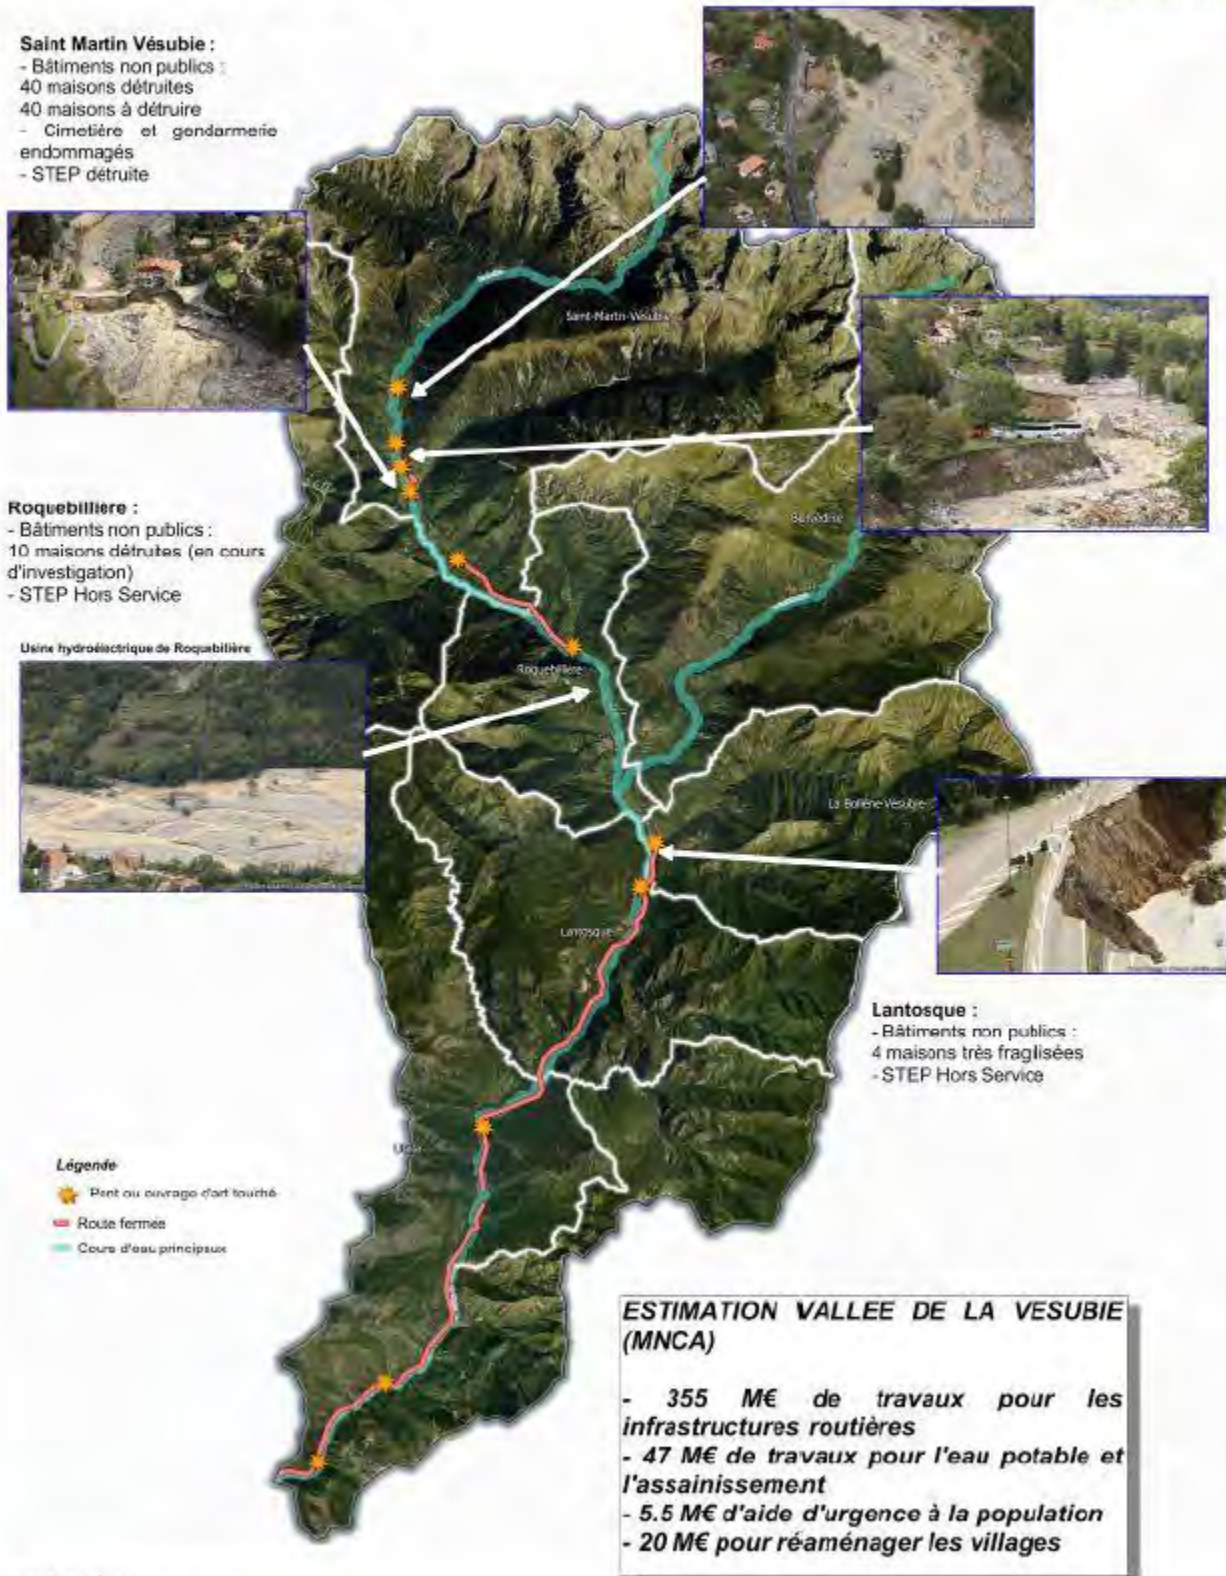 Saint Martin Vésubie :
- Bâtiments non publics :
40 maisons détruites
40 maisons à détruire
- Cimetière et gendarmerie
endommagés
- STEP détruite
Saint-Martin-Vésubie
Roquebillière :
- Bâtiments non publics :
10 maisons détruites (en cours
d'investigation)
- STEP Hors Service
Belvédère
Usine hydroélectrique de Roquebilière
Roquebillière
La Bollène-Vésubie
Lantosque
Lantosque :
- Bâtiments non publics :
4 maisons très fragilisées
- STEP Hors Service
Légende
Pont ou ouvrage d'art touché
Route fermée
Cours d'eau principaux
ESTIMATION VALLEE DE LA VESUBIE
(MNCA)
- 355 M€ de travaux pour les
infrastructures routières
- 47 M€ de travaux pour l'eau potable et
l'assainissement
- 5.5 M€ d'aide d'urgence à la population
- 20 M€ pour réaménager les villages